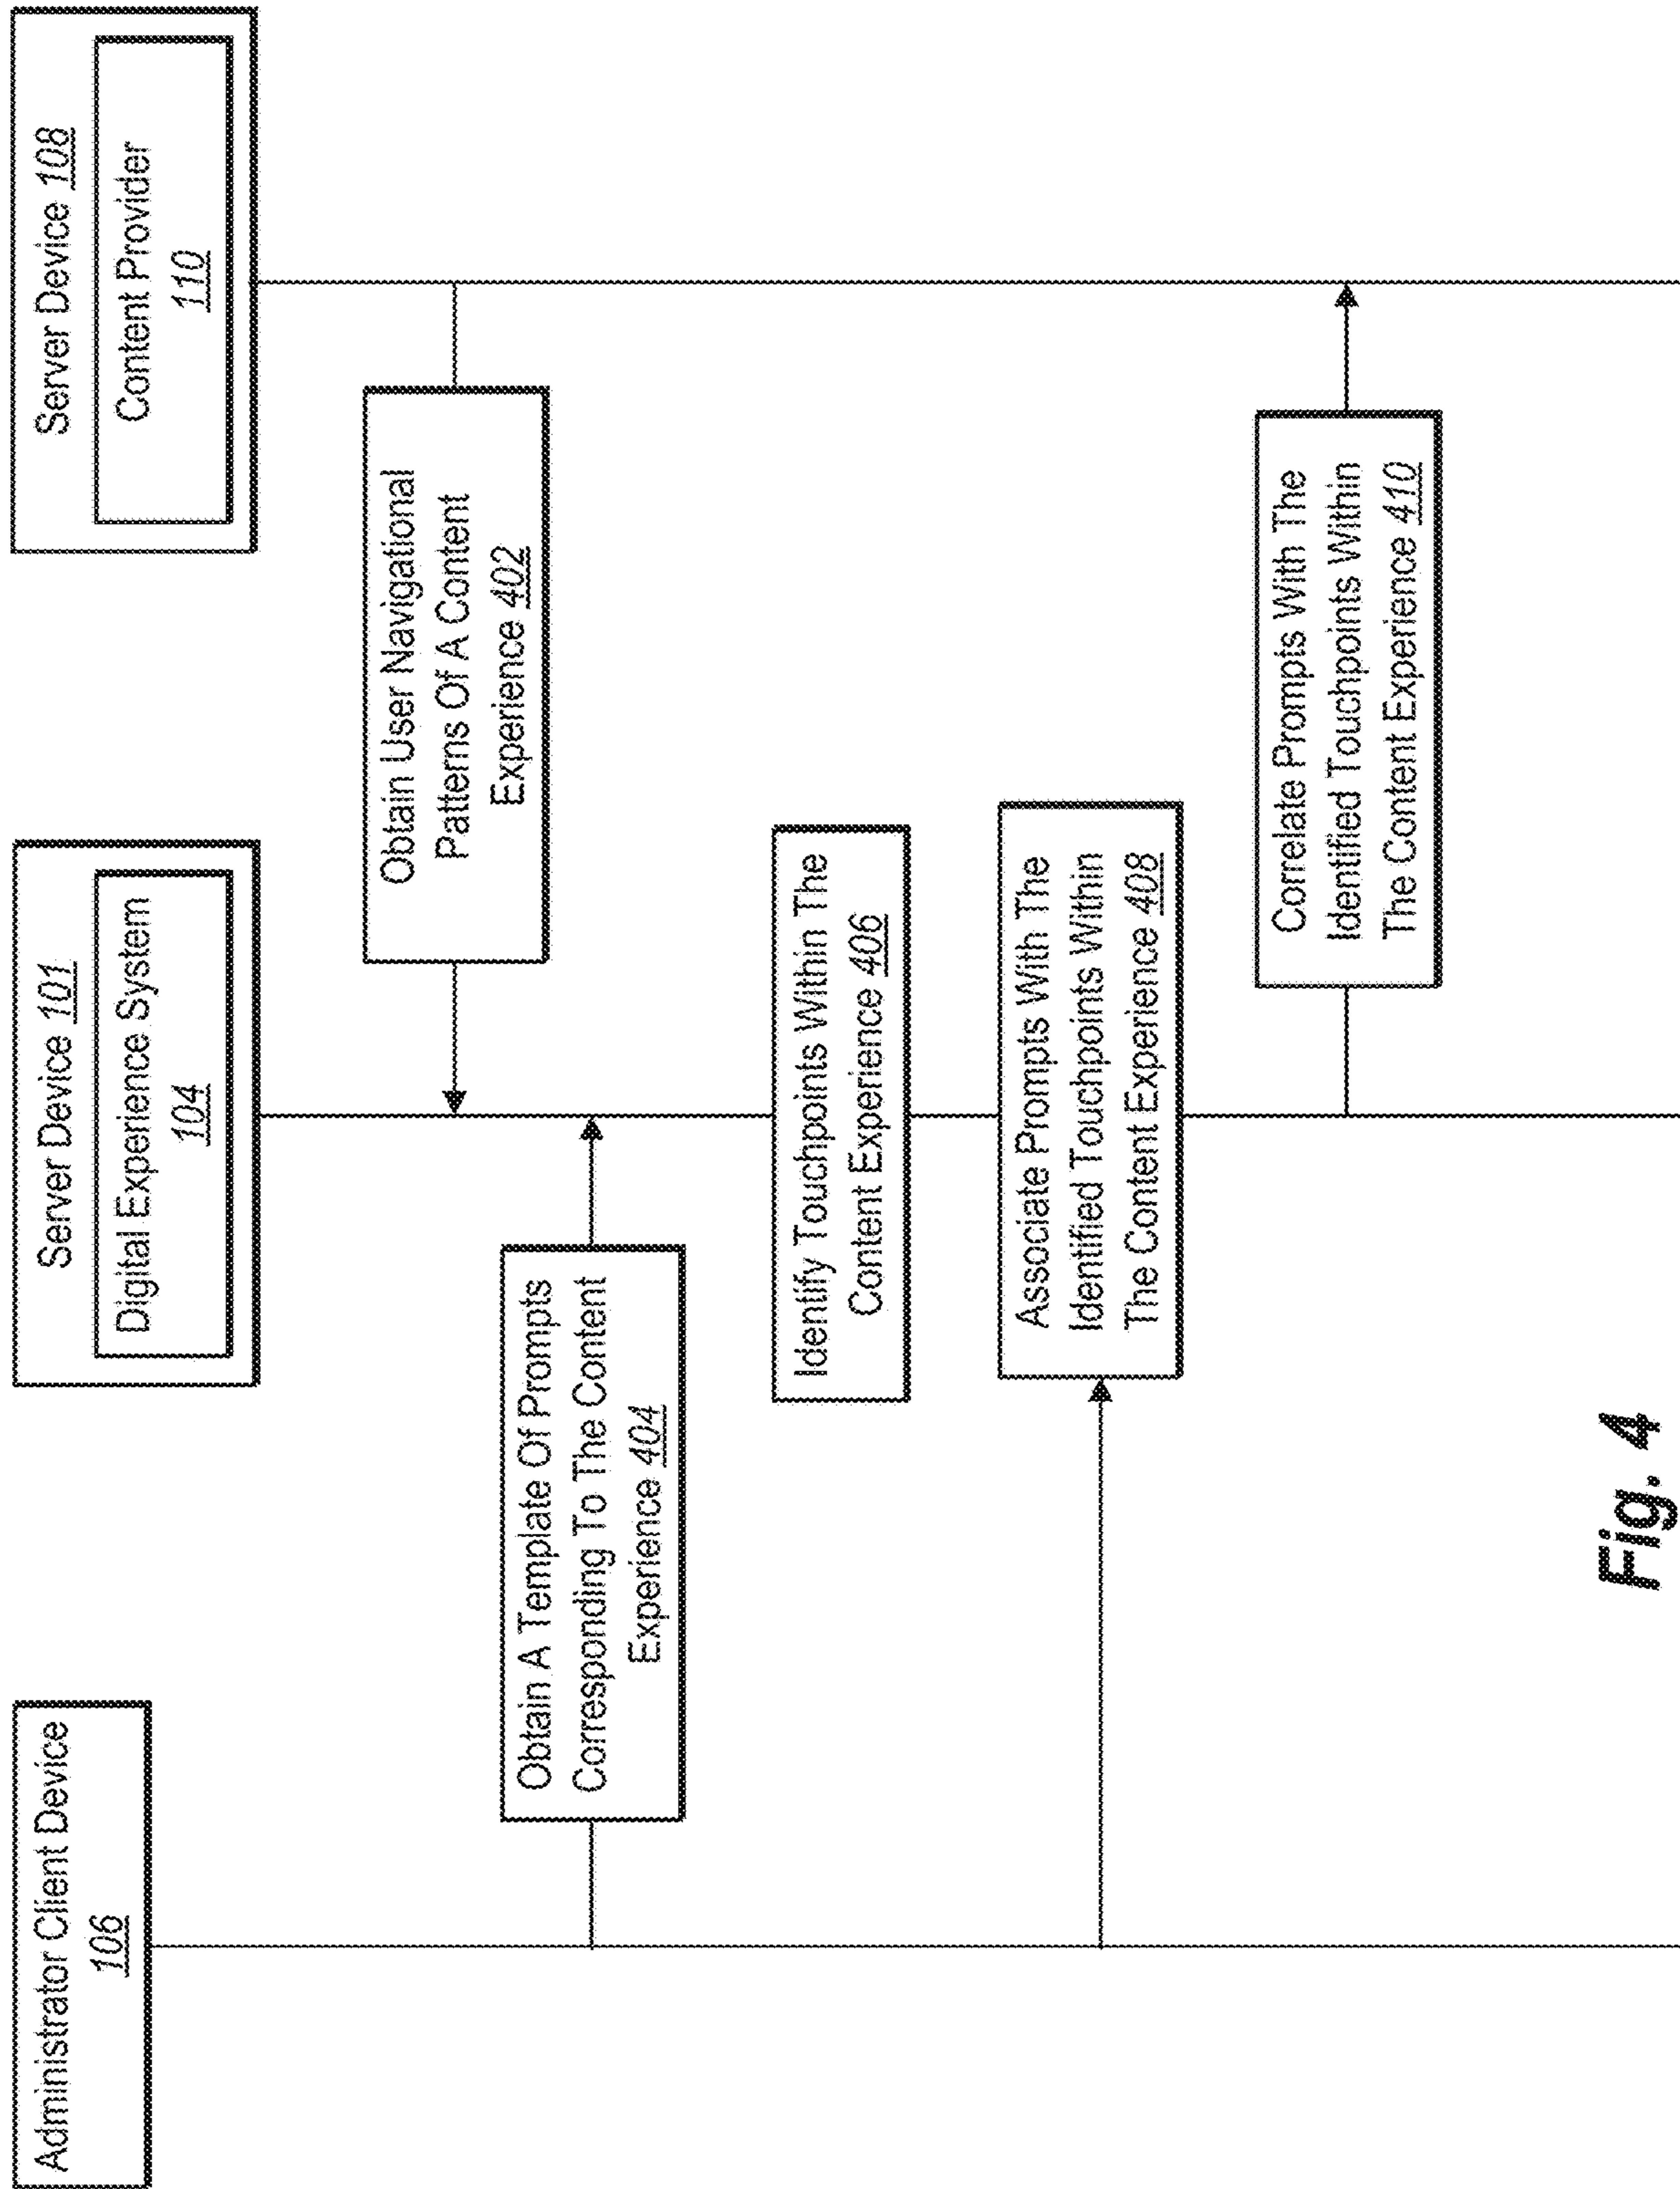 Administrator Client Device
106
Server Device 101
Digital Experience System
104
Server Device 108
Content Provider
110
Obtain User Navigational
Patterns Of A Content
Experience 402
Obtain A Template Of Prompts
Corresponding To The Content
Experience 404
Identify Touchpoints Within The
Content Experience 406
Associate Prompts With The
Identified Touchpoints Within
The Content Experience 408
Correlate Prompts With The
Identified Touchpoints Within
The Content Experience 410
Fig. 4